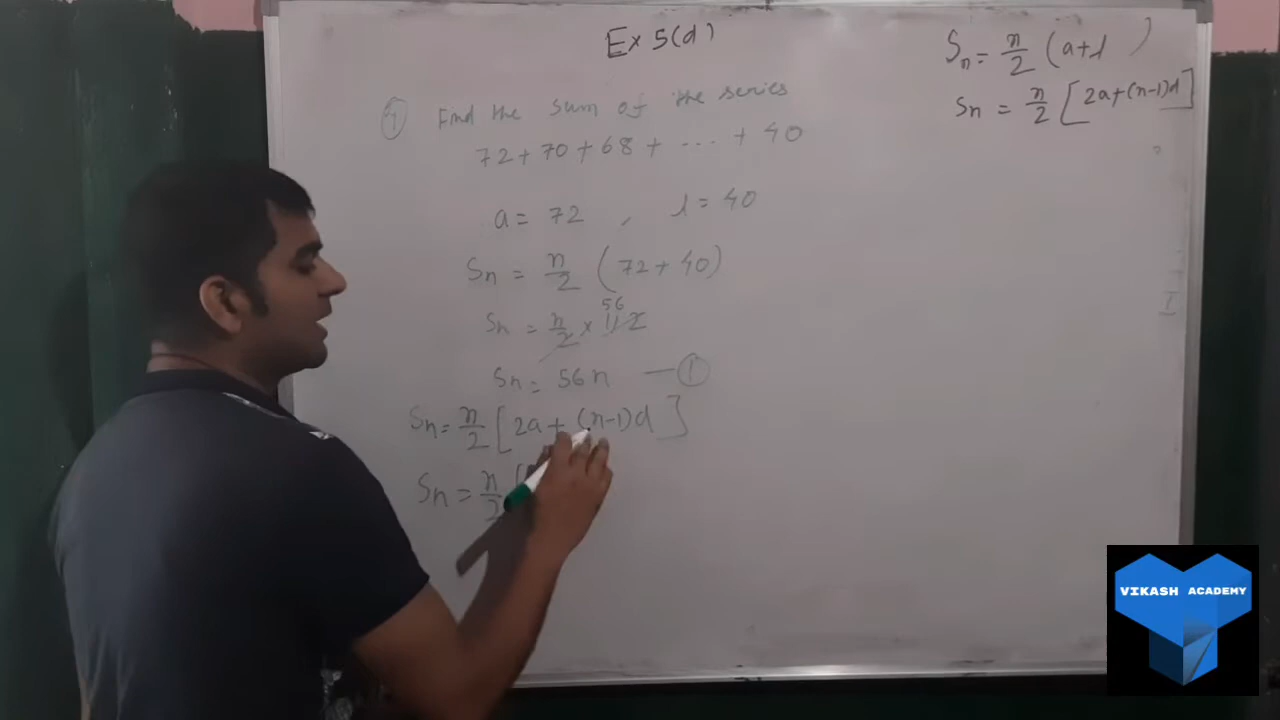 Ex 5(d)
Sn = n/2 (a+l )
Sn = n/2 [2a+(n-1)d]
Find the sum of the series
72+70+68+ ... + 40
a = 72 , l = 40
Sn = n/2 (72+40)
56
Sn = n/2 × 112
Sn = 56n —①
Sn = n/2 [2a+(n-1)d]
Sn = n/2 [
VIKASH ACADEMY